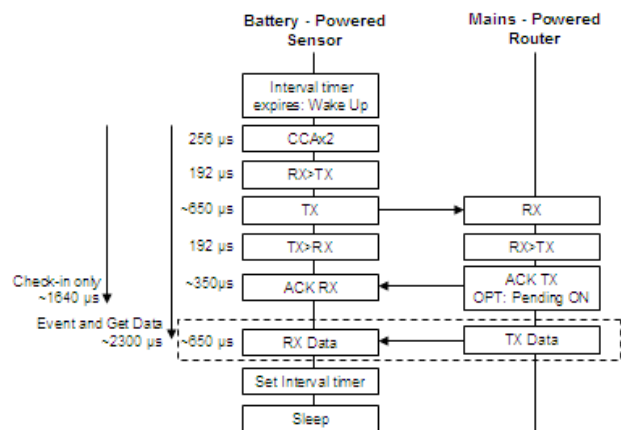 Battery - Powered
Sensor
Mains - Powered
Router
Interval timer
expires: Wake Up
256 µs
CCAx2
192 µs
RX>TX
~650 µs
TX
RX
192 µs
TX>RX
RX>TX
Check-in only
~1640 µs
~350µs
ACK RX
ACK TX
OPT: Pending ON
Event and Get Data
~2300 µs
~650 µs
RX Data
TX Data
Set Interval timer
Sleep